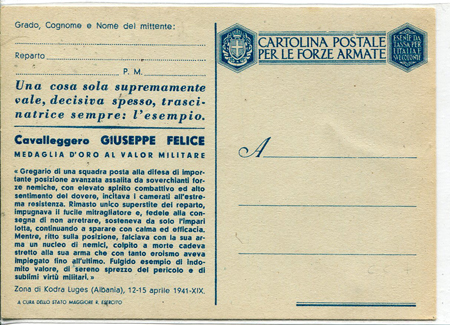 Grado, Cognome e Nome del mittente:
Reparto
P. M.
Una cosa sola supremamente
vale, decisiva spesso, trasci-
natrice sempre: l'esempio.
Cavalleggero GIUSEPPE FELICE
MEDAGLIA D'ORO AL VALOR MILITARE
« Gregario di una squadra posta alla difesa di impor-
tante posizione avanzata assalita da soverchianti for-
ze nemiche, con elevato spirito combattivo ed alto
sentimento del dovere, incitava i camerati all'estre-
ma resistenza. Rimasto unico superstite del reparto,
impugnava il fucile mitragliatore e, fedele alla con-
segna di non arretrare, sosteneva da solo l'impari
lotta, continuando a sparare con calma ed efficacia.
Mentre, ritto sulla posizione, falciava con la sua ar-
ma un nucleo di nemici, colpito a morte cadeva
stretto alla sua arma che con tanto eroismo aveva
impiegato fino all'ultimo. Fulgido esempio di indo-
mito valore, di sereno sprezzo del pericolo e di
sublimi virtù militari. »
Zona di Kodra Luges (Albania), 12-15 aprile 1941-XIX.
A CURA DELLO STATO MAGGIORE R. ESERCITO
CARTOLINA POSTALE
PER LE FORZE ARMATE
ESENTE DA
TASSA PER
L'ITALIA E
A